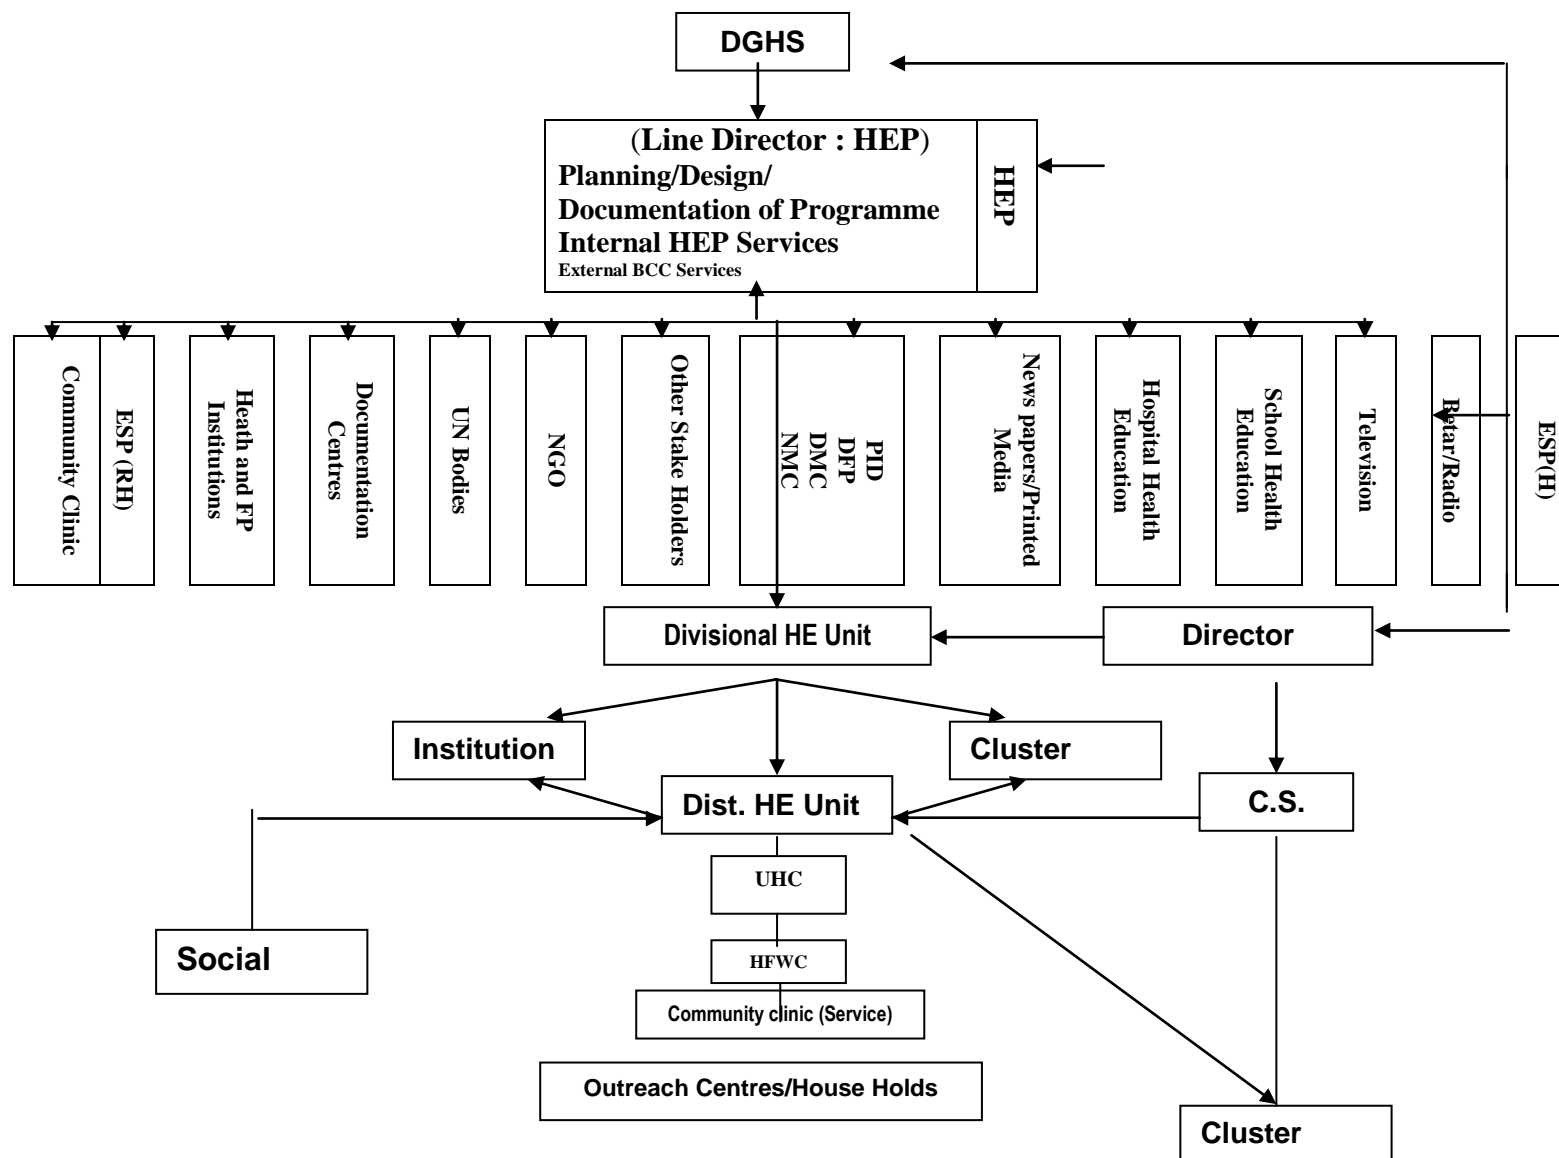 DGHS
(Line Director : HEP)
Planning/Design/
Documentation of Programme
Internal HEP Services
External BCC Services
HEP
Community Clinic
ESP (RH)
Heath and FP
Institutions
Documentation
Centres
UN Bodies
NGO
Other Stake Holders
PID
DFP
DMC
NMC
News papers/Printed
Media
Hospital Health
Education
School Health
Education
Television
Betar/Radio
ESP(H)
Divisional HE Unit
Director
Institution
Cluster
Dist. HE Unit
C.S.
UHC
Social
HFWC
Community clinic (Service)
Outreach Centres/House Holds
Cluster